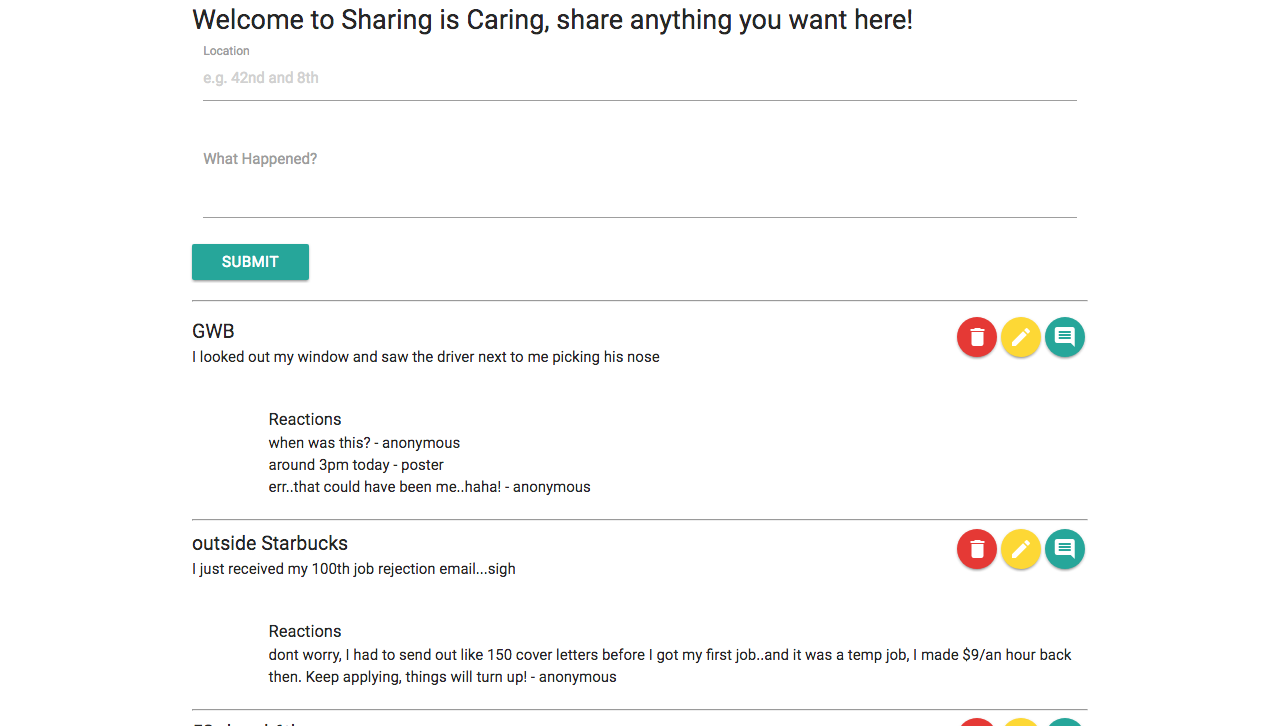 Welcome to Sharing is Caring, share anything you want here!
Location
e.g. 42nd and 8th
What Happened?
SUBMIT
GWB
I looked out my window and saw the driver next to me picking his nose
Reactions
when was this? - anonymous
around 3pm today - poster
err..that could have been me..haha! - anonymous
outside Starbucks
I just received my 100th job rejection email...sigh
Reactions
dont worry, I had to send out like 150 cover letters before I got my first job..and it was a temp job, I made $9/an hour back
then. Keep applying, things will turn up! - anonymous